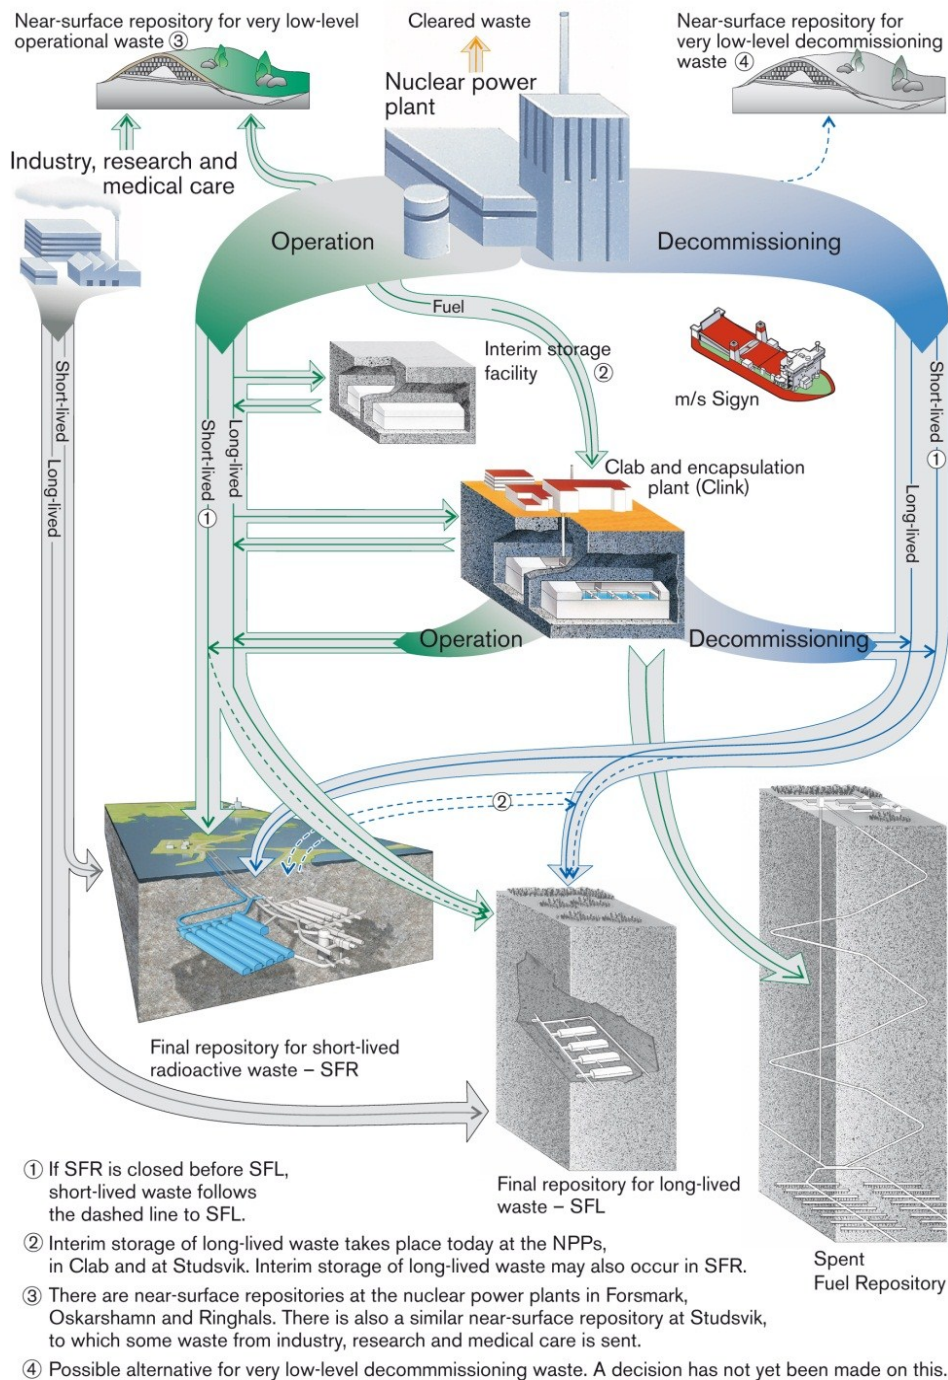 Near-surface repository for very low-level
operational waste ③
Cleared waste
Near-surface repository for
very low-level decommissioning
waste ④
Nuclear power
plant
Industry, research and
medical care
Operation
Decommissioning
Fuel
Interim storage
facility
②
m/s Sigyn
Short-lived
Long-lived
Short-lived
①
Long-lived
Short-lived
①
Long-lived
Clab and encapsulation
plant (Clink)
Operation
Decommissioning
②
Final repository for short-lived
radioactive waste – SFR
Final repository for long-lived
waste – SFL
Spent
Fuel Repository
① If SFR is closed before SFL,
short-lived waste follows
the dashed line to SFL.
② Interim storage of long-lived waste takes place today at the NPPs,
in Clab and at Studsvik. Interim storage of long-lived waste may also occur in SFR.
③ There are near-surface repositories at the nuclear power plants in Forsmark,
Oskarshamn and Ringhals. There is also a similar near-surface repository at Studsvik,
to which some waste from industry, research and medical care is sent.
④ Possible alternative for very low-level decommmissioning waste. A decision has not yet been made on this.